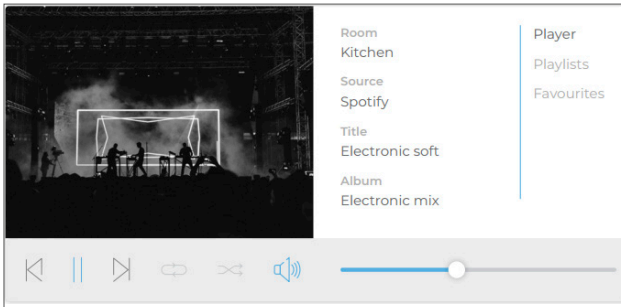 Room
Kitchen
Source
Spotify
Title
Electronic soft
Album
Electronic mix
Player
Playlists
Favourites